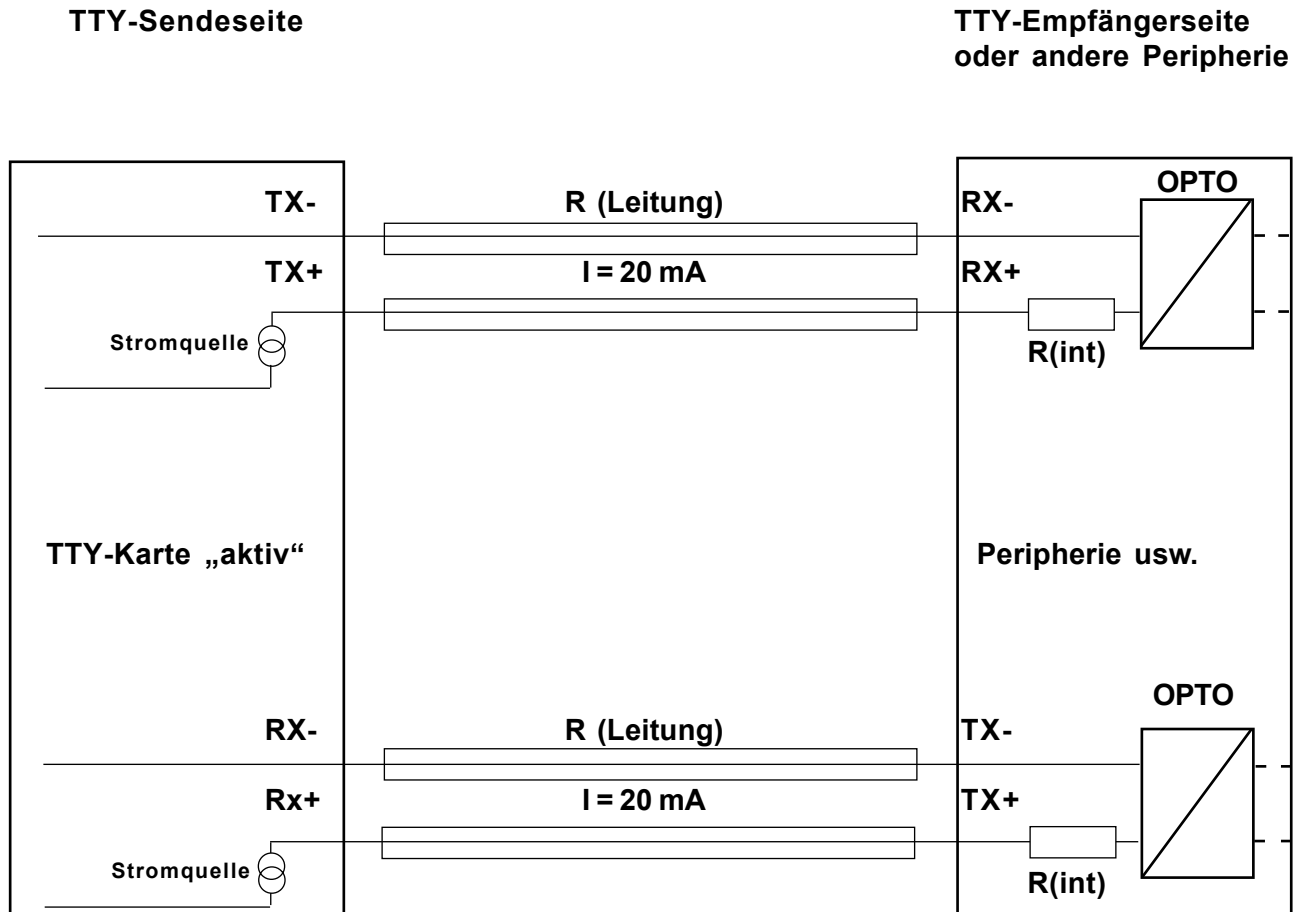 TTY-Sendeseite
TTY-Empfängerseite
oder andere Peripherie
OPTO
TX-
R (Leitung)
RX-
TX+
I = 20 mA
RX+
Stromquelle
R(int)
TTY-Karte „aktiv“
Peripherie usw.
OPTO
RX-
R (Leitung)
TX-
Rx+
I = 20 mA
TX+
Stromquelle
R(int)